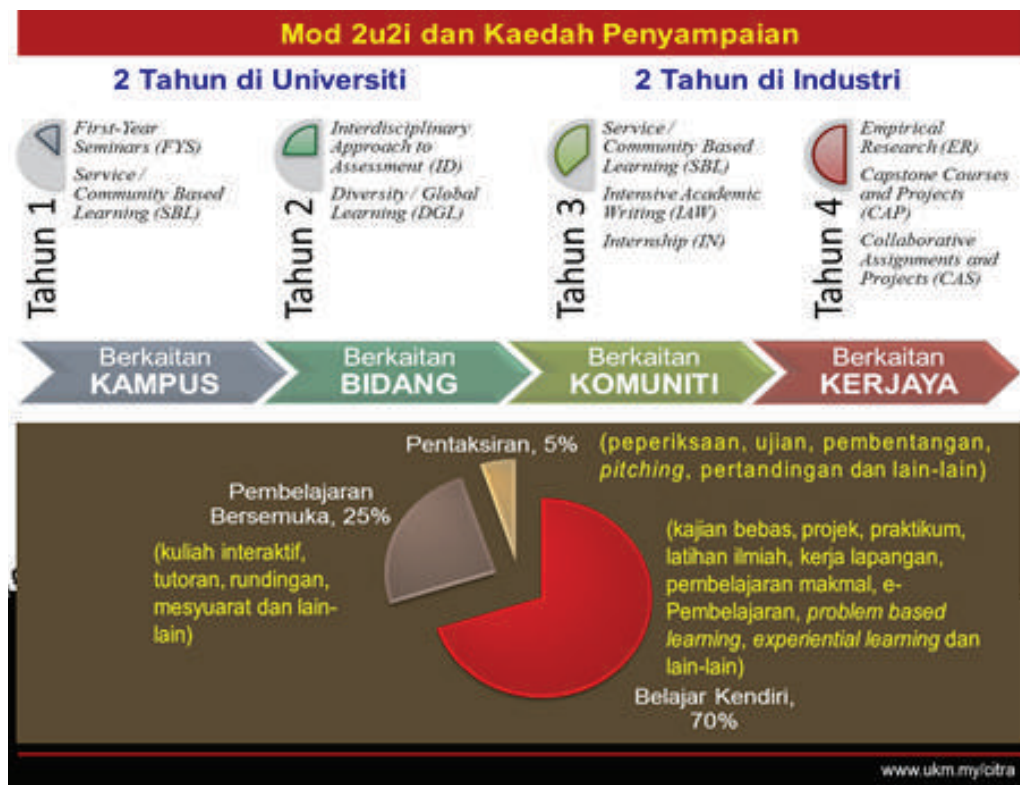 Mod 2u2i dan Kaedah Penyampaian
2 Tahun di Universiti
2 Tahun di Industri
Tahun 1
First-Year
Seminars (FYS)
Service/
Community Based
Learning (SBL)
Tahun 2
Interdisciplinary
Approach to
Assessment (ID)
Diversity / Global
Learning (DGL)
Tahun 3
Service/
Community Based
Learning (SBL)
Intensive Academic
Writing (IAW)
Internship (IN)
Tahun 4
Empirical
Research (ER)
Capstone Courses
and Projects
(CAP)
Collaborative
Assignments and
Projects (CAS)
Berkaitan
KAMPUS
Berkaitan
BIDANG
Berkaitan
KOMUNITI
Berkaitan
KERJAYA
Pentaksiran, 5%
(peperiksaan, ujian, pembentangan,
pitching, pertandingan dan lain-lain)
Pembelajaran
Bersemuka, 25%
(kuliah interaktif,
tutoran, rundingan,
mesyuarat dan lain-
lain)
(kajian bebas, projek, praktikum,
latihan ilmiah, kerja lapangan,
pembelajaran makmal, e-
Pembelajaran, problem based
learning, experiential learning dan
lain-lain)
Belajar Kendiri,
70%
www.ukm.my/citra